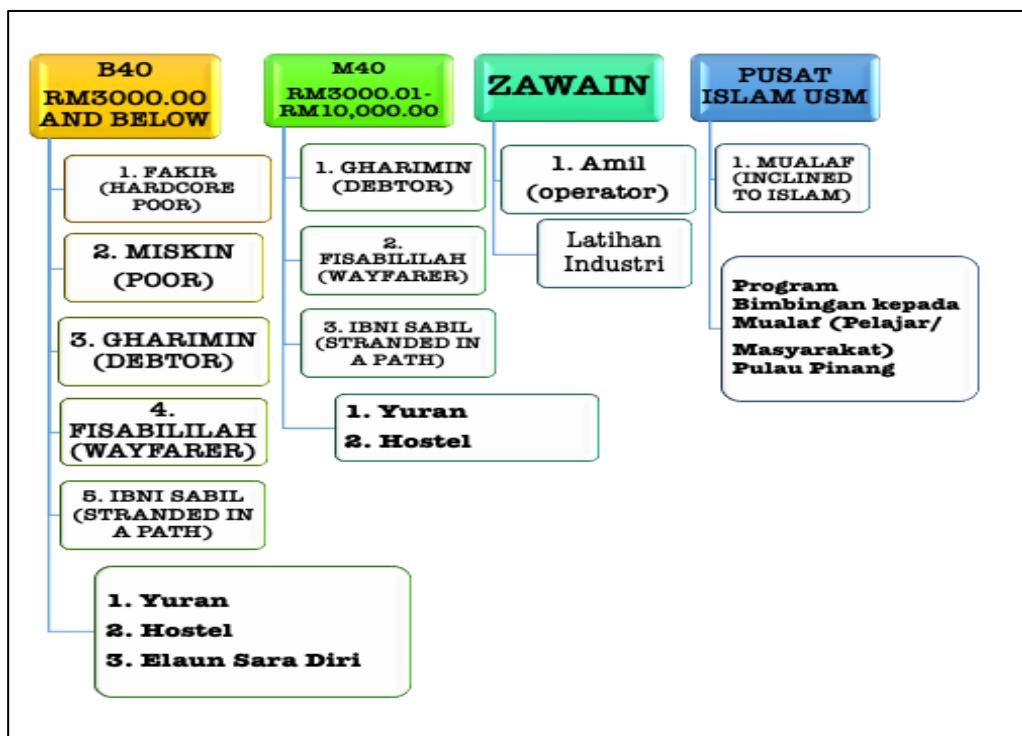 B40
RM3000.00
AND BELOW
1. FAKIR
(HARDCORE
POOR)
2. MISKIN
(POOR)
3. GHARIMIN
(DEBTOR)
4.
FISABILILAH
(WAYFARER)
5. IBNI SABIL
(STRANDED IN
A PATH)
1. Yuran
2. Hostel
3. Elaun Sara Diri
M40
RM3000.01-
RM10,000.00
1. GHARIMIN
(DEBTOR)
2.
FISABILILAH
(WAYFARER)
3. IBNI SABIL
(STRANDED IN
A PATH)
1. Yuran
2. Hostel
ZAWAIN
1. Amil
(operator)
Latihan
Industri
PUSAT
ISLAM USM
1. MUALAF
(INCLINED
TO ISLAM)
Program
Bimbingan kepada
Mualaf (Pelajar/
Masyarakat)
Pulau Pinang